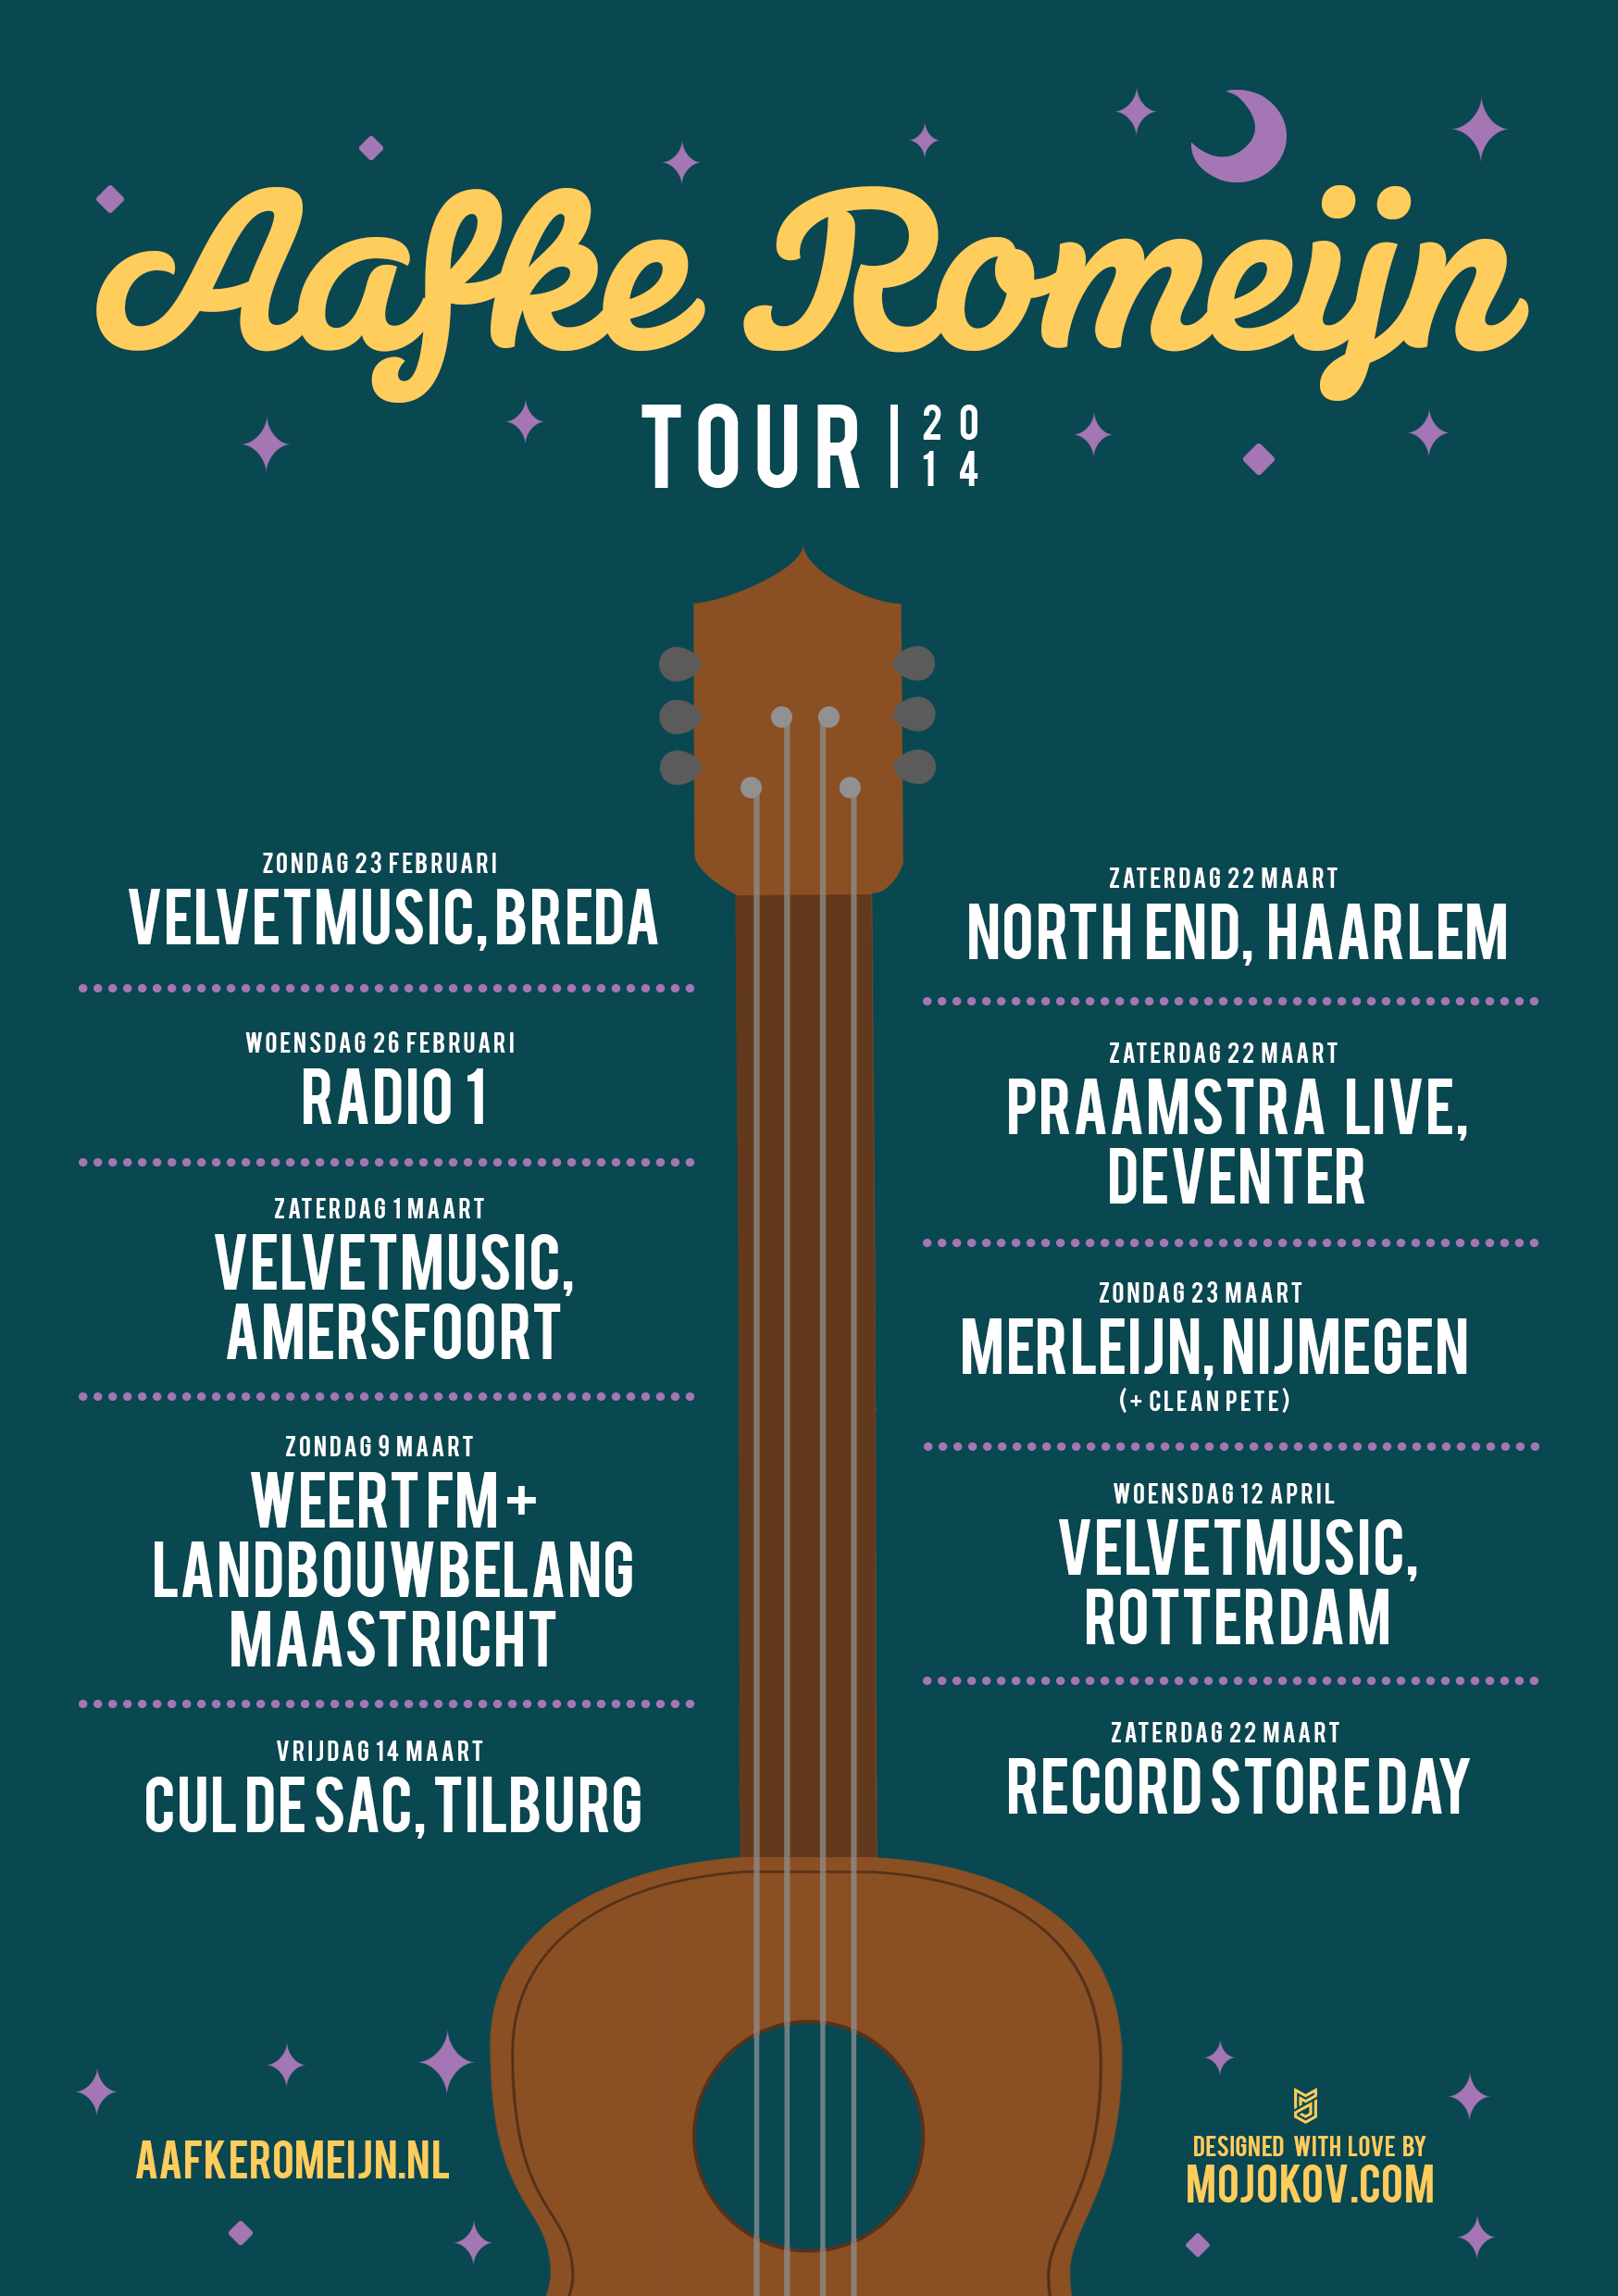 Aafke Romeijn
TOUR | 20
14
ZONDAG 23 FEBRUARI
VELVETMUSIC, BREDA
WOENSDAG 26 FEBRUARI
RADIO 1
ZATERDAG 1 MAART
VELVETMUSIC,
AMERSFOORT
ZONDAG 9 MAART
WEERT FM +
LANDBOUWBELANG
MAASTRICHT
VRIJDAG 14 MAART
CUL DE SAC, TILBURG
ZATERDAG 22 MAART
NORTH END, HAARLEM
ZATERDAG 22 MAART
PRAAMSTRA LIVE,
DEVENTER
ZONDAG 23 MAART
MERLEIJN, NIJMEGEN
(+ CLEAN PETE)
WOENSDAG 12 APRIL
VELVETMUSIC,
ROTTERDAM
ZATERDAG 22 MAART
RECORD STORE DAY
AAFKEROMEIJN.NL
DESIGNED WITH LOVE BY
MOJOKOV.COM